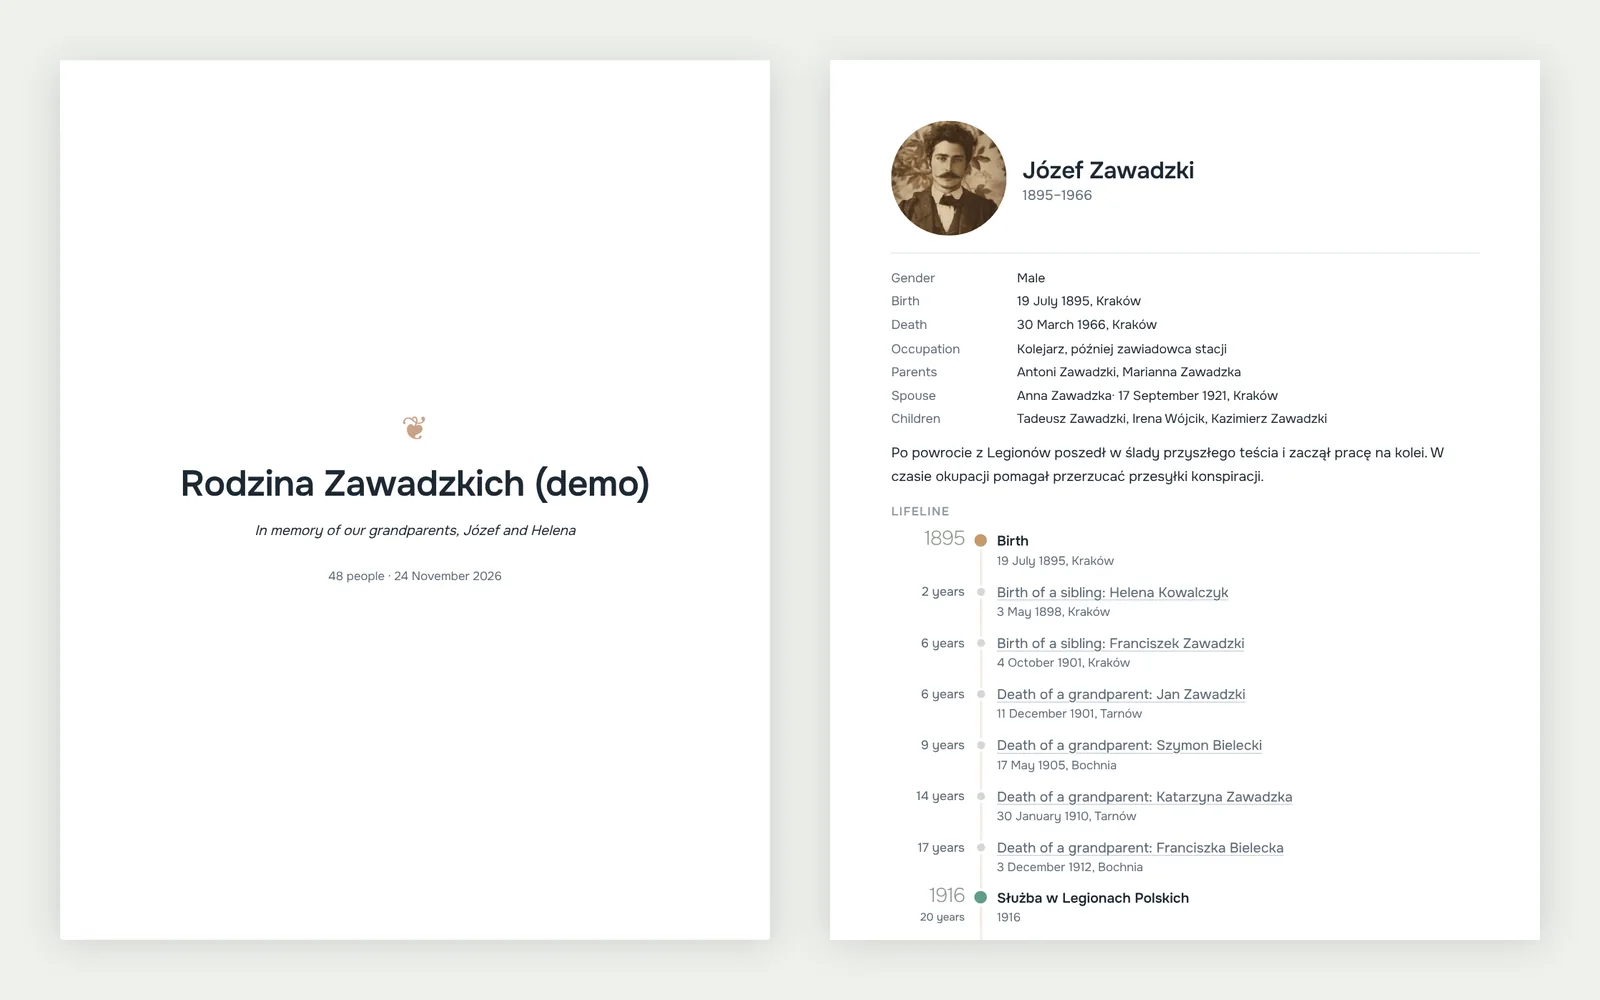 Rodzina Zawadzkich (demo)
In memory of our grandparents, Józef and Helena
48 people · 24 November 2026
Józef Zawadzki
1895–1966
Gender Male
Birth 19 July 1895, Kraków
Death 30 March 1966, Kraków
Occupation Kolejarz, później zawiadowca stacji
Parents Antoni Zawadzki, Marianna Zawadzka
Spouse Anna Zawadzka· 17 September 1921, Kraków
Children Tadeusz Zawadzki, Irena Wójcik, Kazimierz Zawadzki
Po powrocie z Legionów poszedł w ślady przyszłego teścia i zaczął pracę na kolei. W
czasie okupacji pomagał przerzucać przesyłki konspiracji.
LIFELINE
1895 Birth
19 July 1895, Kraków
2 years Birth of a sibling: Helena Kowalczyk
3 May 1898, Kraków
6 years Birth of a sibling: Franciszek Zawadzki
4 October 1901, Kraków
6 years Death of a grandparent: Jan Zawadzki
11 December 1901, Tarnów
9 years Death of a grandparent: Szymon Bielecki
17 May 1905, Bochnia
14 years Death of a grandparent: Katarzyna Zawadzka
30 January 1910, Tarnów
17 years Death of a grandparent: Franciszka Bielecka
3 December 1912, Bochnia
1916 Służba w Legionach Polskich
20 years 1916